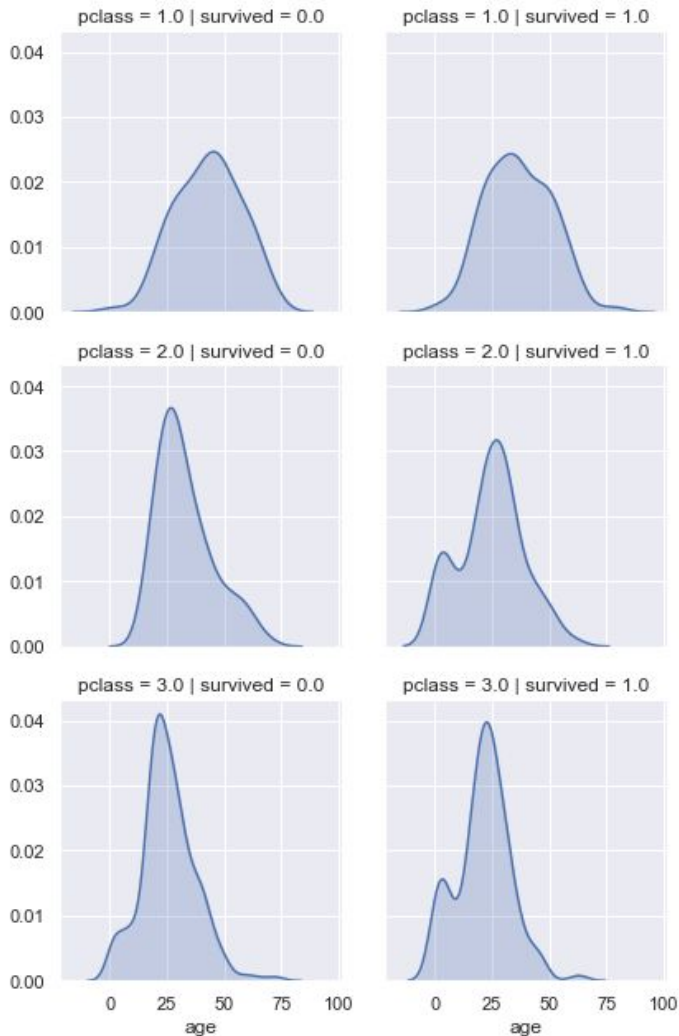 pclass = 1.0 | survived = 0.0
pclass = 1.0 | survived = 1.0
0.04
0.03
0.02
0.01
0.00
pclass = 2.0 | survived = 0.0
pclass = 2.0 | survived = 1.0
0.04
0.03
0.02
0.01
0.00
pclass = 3.0 | survived = 0.0
pclass = 3.0 | survived = 1.0
0.04
0.03
0.02
0.01
0.00
0 25 50 75 100
0 25 50 75 100
age
age